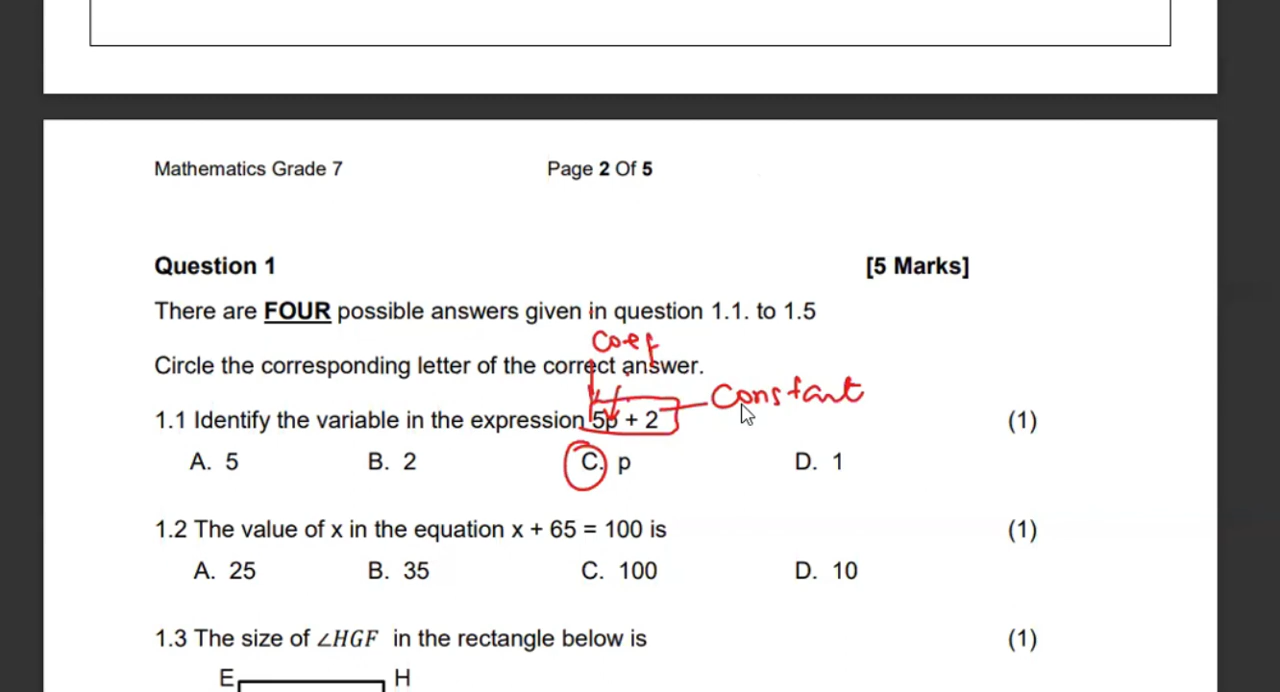 Mathematics Grade 7 Page 2 Of 5
Question 1 [5 Marks]
There are FOUR possible answers given in question 1.1. to 1.5
coef
Circle the corresponding letter of the correct answer.
constant
1.1 Identify the variable in the expression 5p + 2 (1)
A. 5 B. 2 C. p D. 1
1.2 The value of x in the equation x + 65 = 100 is (1)
A. 25 B. 35 C. 100 D. 10
1.3 The size of ∠HGF in the rectangle below is (1)
E H